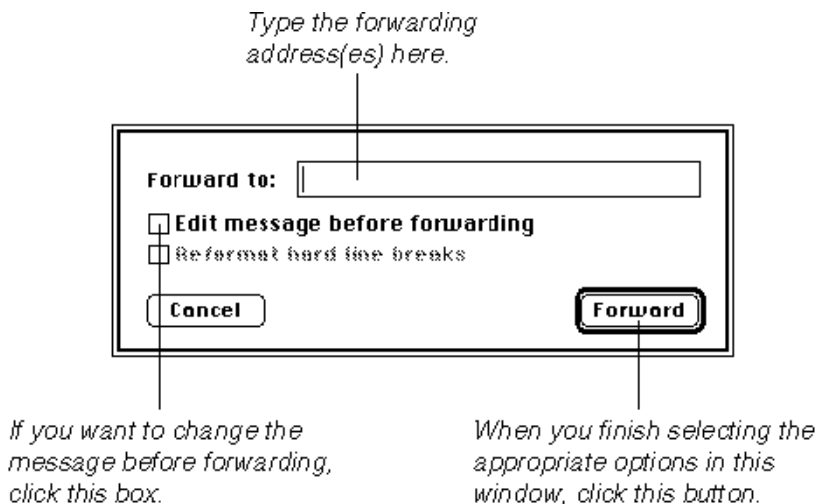 Type the forwarding
address(es) here.
Forward to:
Edit message before forwarding
Reformat hard line breaks
Cancel
Forward
If you want to change the
message before forwarding,
click this box.
When you finish selecting the
appropriate options in this
window, click this button.